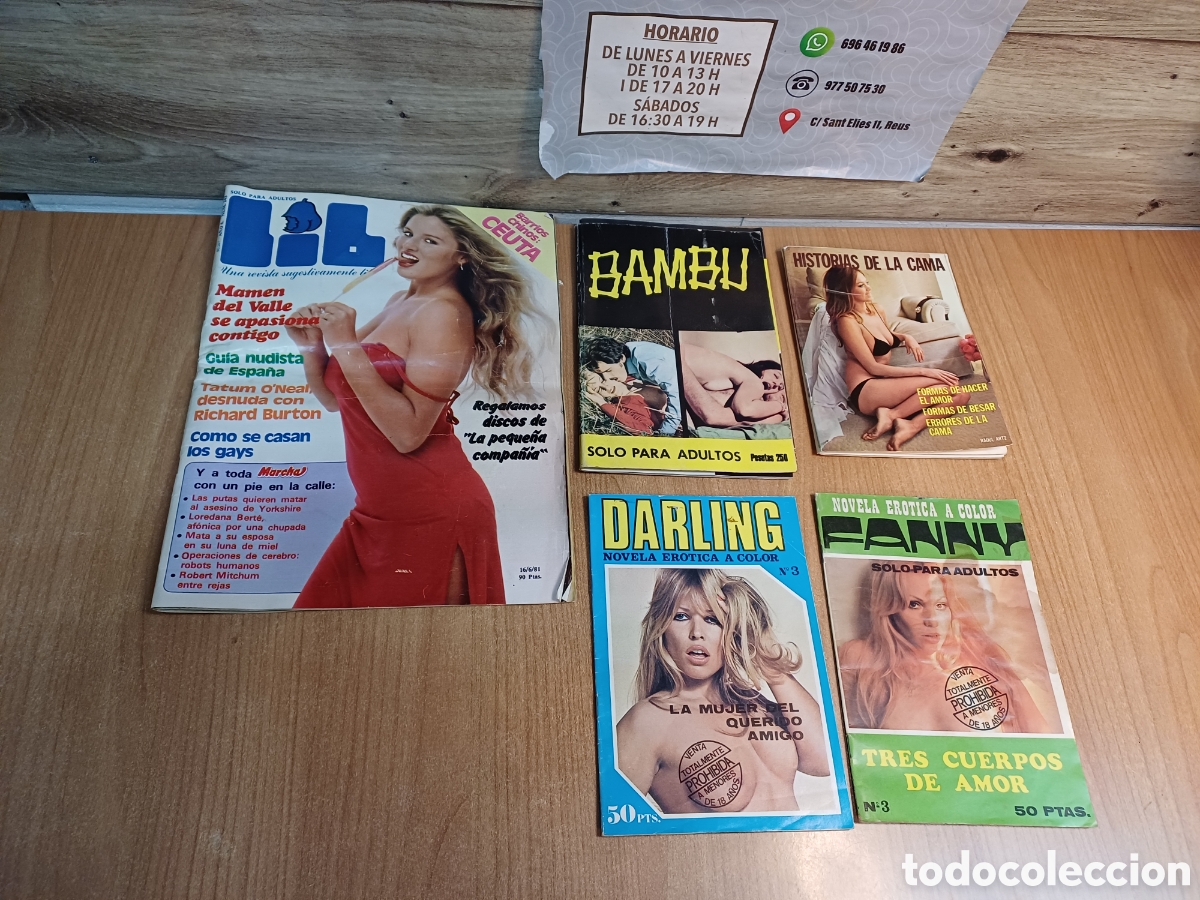 HORARIO
DE LUNES A VIERNES
DE 10 A 13 H
I DE 17 A 20 H
SÁBADOS
DE 16:30 A 19 H
696 46 19 86
977 50 75 30
C/ Sant Elies 11, Reus
SOLO PARA ADULTOS
Lib
Una revista sugestivamente
Barrios
Chinos:
CEUTA
Mamen
del Valle
se apasiona
contigo
Guía nudista
de España
Tatum O'Neal,
desnuda con
Richard Burton
Cómo se casan
los gays
Regalamos
discos de
"La pequeña
compañía"
Y a toda Marcha
con un pie en la calle:
• Las putas quieren matar
al asesino de Yorkshire
• Loredana Berté,
afónica por una chupada
• Mata a su esposa
en su luna de miel
• Operaciones de cerebro:
robots humanos
• Robert Mitchum
entre rejas
16/6/81
90 Ptas.
BAMBU
SOLO PARA ADULTOS Pesetas 250
HISTORIAS DE LA CAMA
FORMAS DE HACER
EL AMOR
FORMAS DE BESAR
ERRORES DE LA
CAMA
DARLING
NOVELA EROTICA A COLOR
Nº3
LA MUJER DEL
QUERIDO
AMIGO
VENTA
TOTALMENTE
PROHIBIDA
A MENORES
DE 18 AÑOS
50 PTS.
NOVELA EROTICA A COLOR
FANNY
SOLO PARA ADULTOS
VENTA
TOTALMENTE
PROHIBIDA
A MENORES
DE 18 AÑOS
TRES CUERPOS
DE AMOR
Nº3 50 PTAS.
todocoleccion